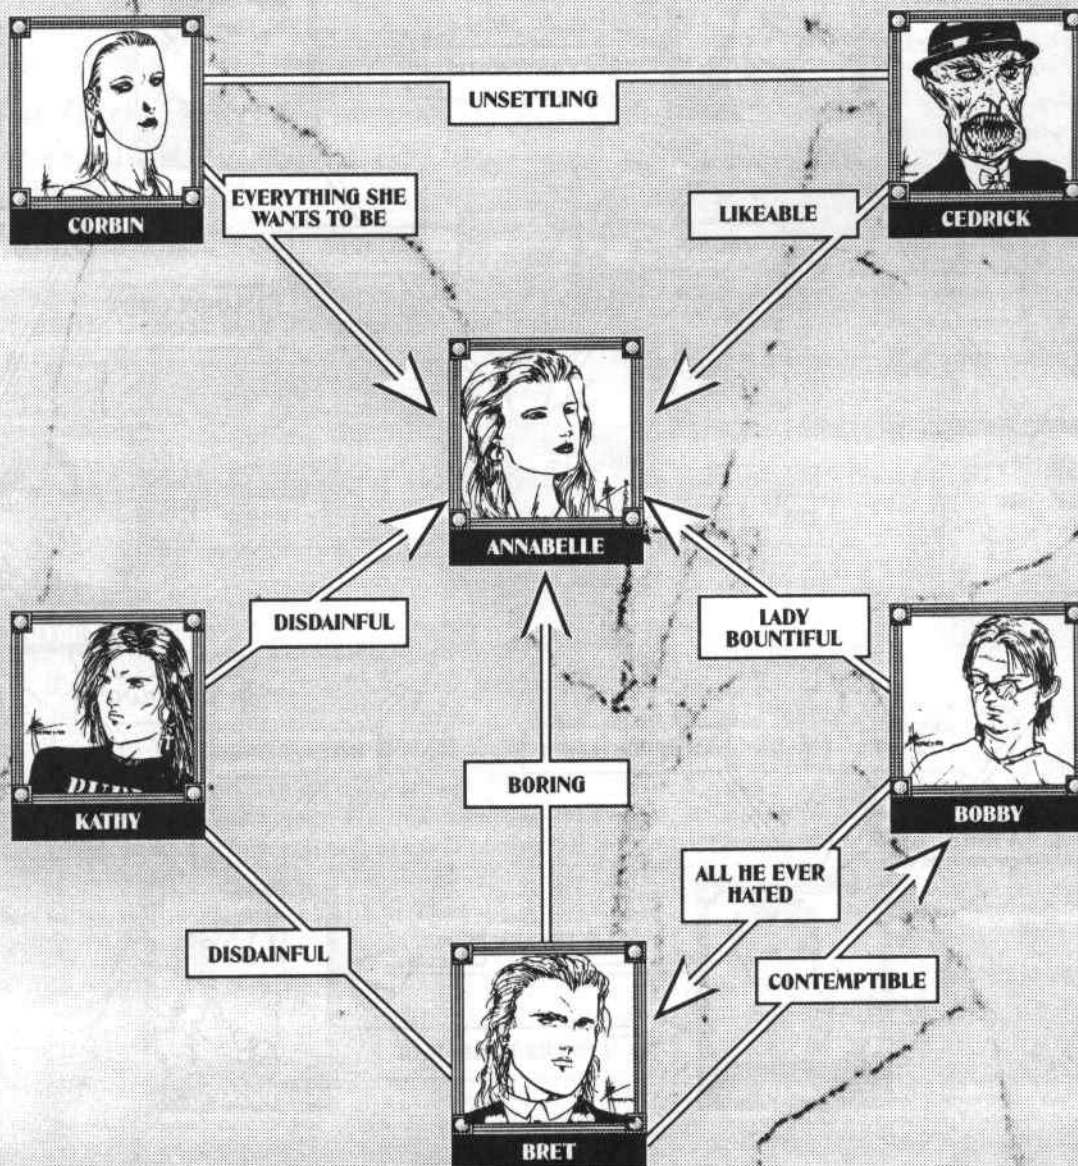 UNSETTLING
CORBIN
EVERYTHING SHE
WANTS TO BE
LIKEABLE
CEDRICK
ANNABELLE
DISDAINFUL
LADY
BOUNTIFUL
KATHY
BORING
BOBBY
ALL HE EVER
HATED
DISDAINFUL
CONTEMPTIBLE
BRET